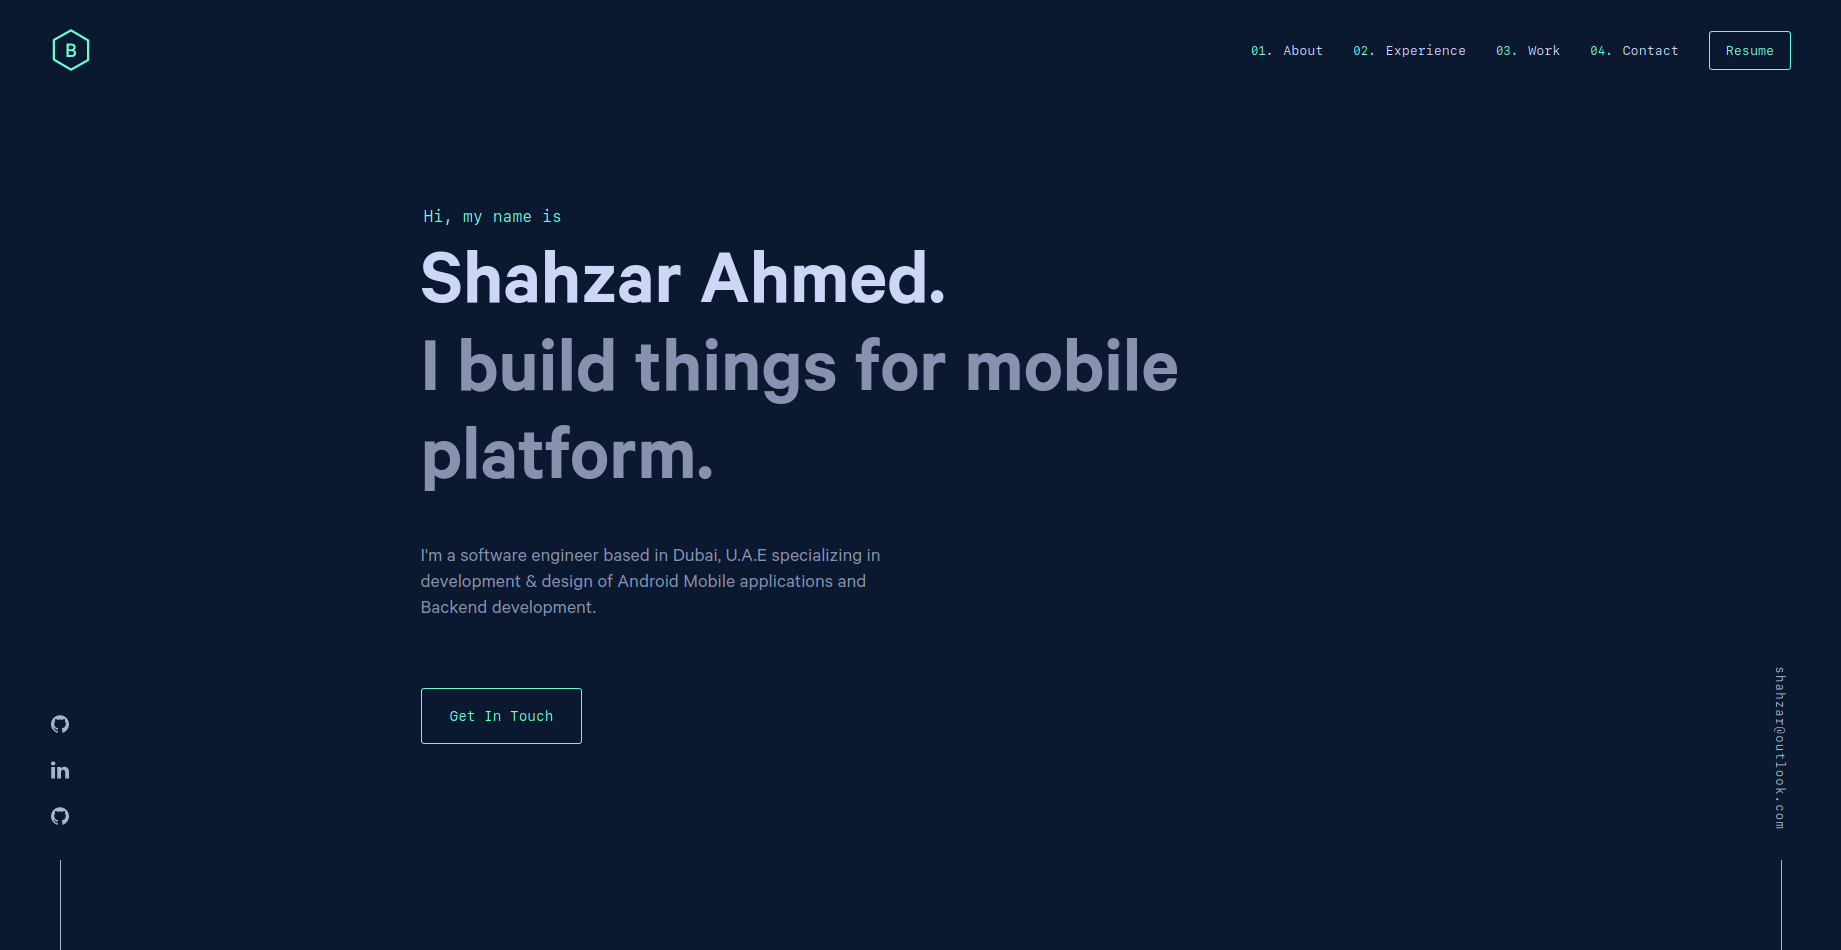 B
01. About 02. Experience 03. Work 04. Contact Resume
Hi, my name is
Shahzar Ahmed.
I build things for mobile
platform.
I'm a software engineer based in Dubai, U.A.E specializing in
development & design of Android Mobile applications and
Backend development.
Get In Touch
in
shahzar@outlook.com